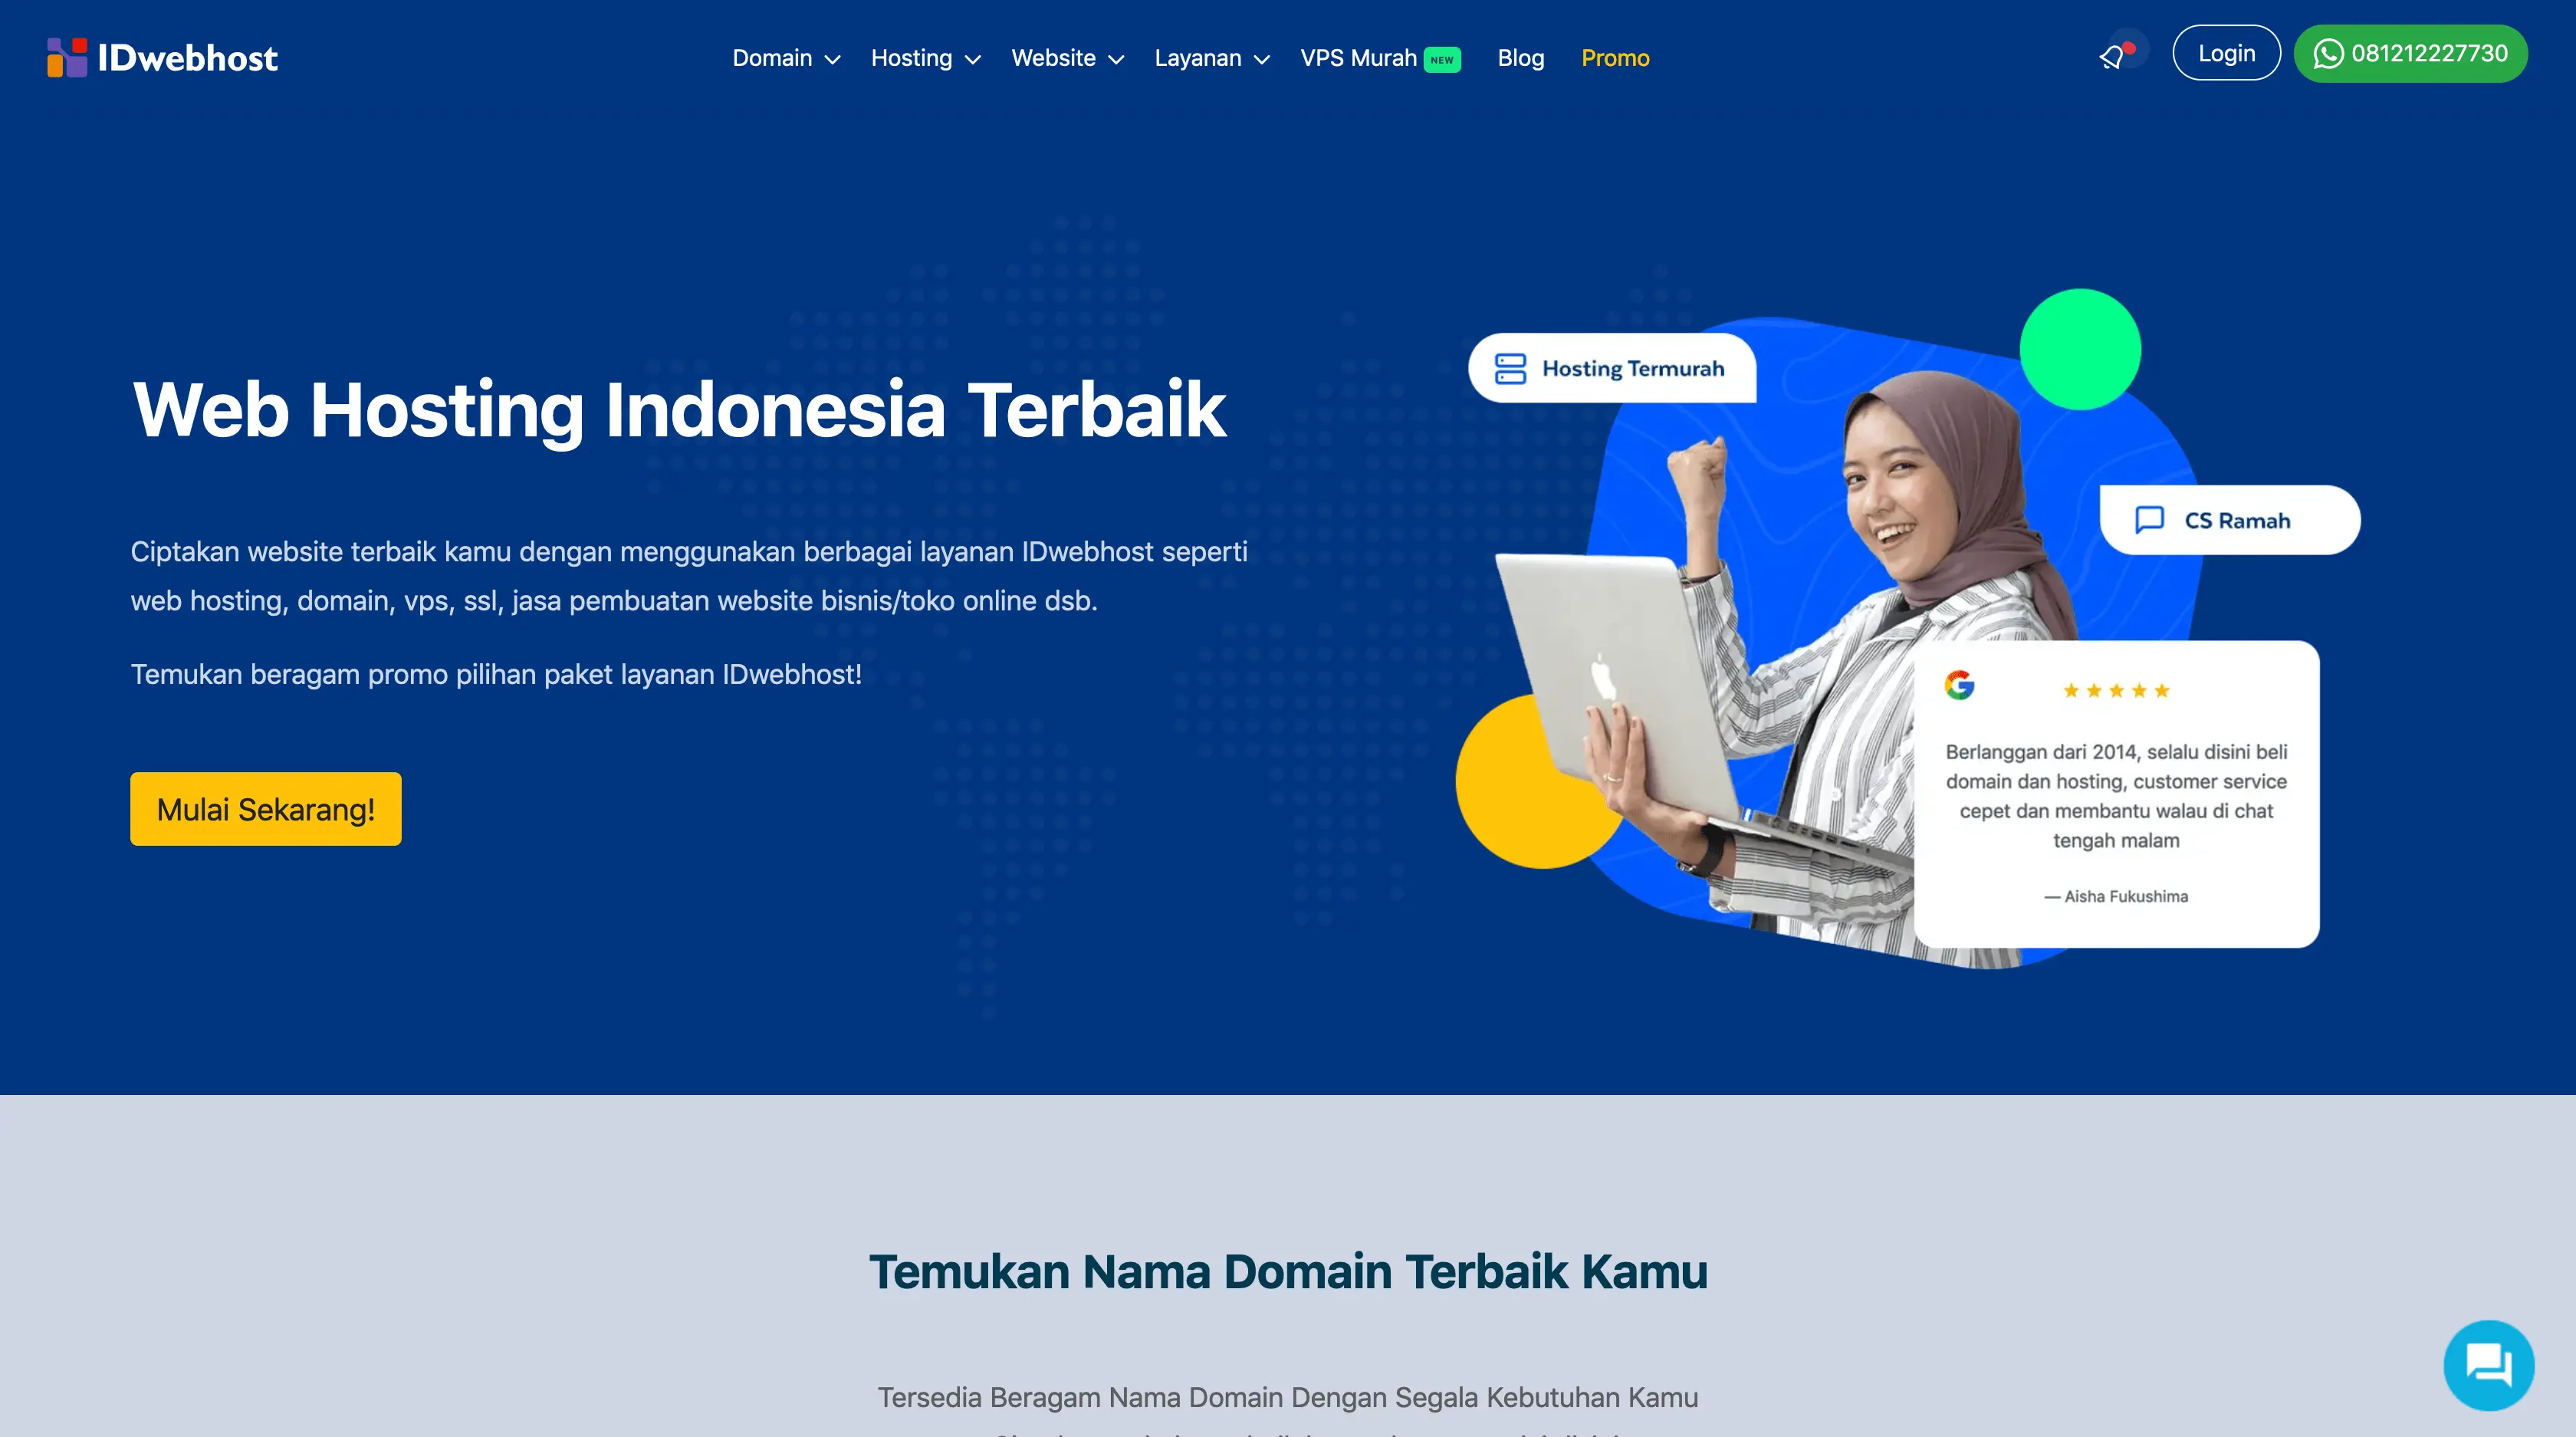 IDwebhost
Domain
Hosting
Website
Layanan
VPS Murah NEW
Blog
Promo
Login
081212227730
Web Hosting Indonesia Terbaik
Ciptakan website terbaik kamu dengan menggunakan berbagai layanan IDwebhost seperti
web hosting, domain, vps, ssl, jasa pembuatan website bisnis/toko online dsb.
Temukan beragam promo pilihan paket layanan IDwebhost!
Mulai Sekarang!
Hosting Termurah
CS Ramah
Berlanggan dari 2014, selalu disini beli
domain dan hosting, customer service
cepet dan membantu walau di chat
tengah malam
— Aisha Fukushima
Temukan Nama Domain Terbaik Kamu
Tersedia Beragam Nama Domain Dengan Segala Kebutuhan Kamu